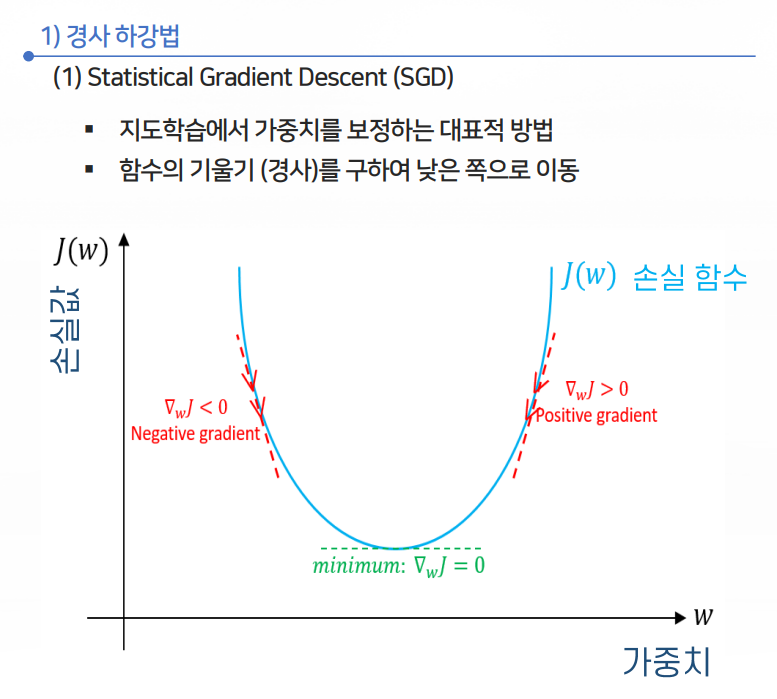 1) 경사 하강법
(1) Statistical Gradient Descent (SGD)
▪ 지도학습에서 가중치를 보정하는 대표적 방법
▪ 함수의 기울기 (경사)를 구하여 낮은 쪽으로 이동
J(w)
손실값
J(w) 손실 함수
∇wJ < 0
Negative gradient
∇wJ > 0
Positive gradient
minimum: ∇wJ = 0
w
가중치